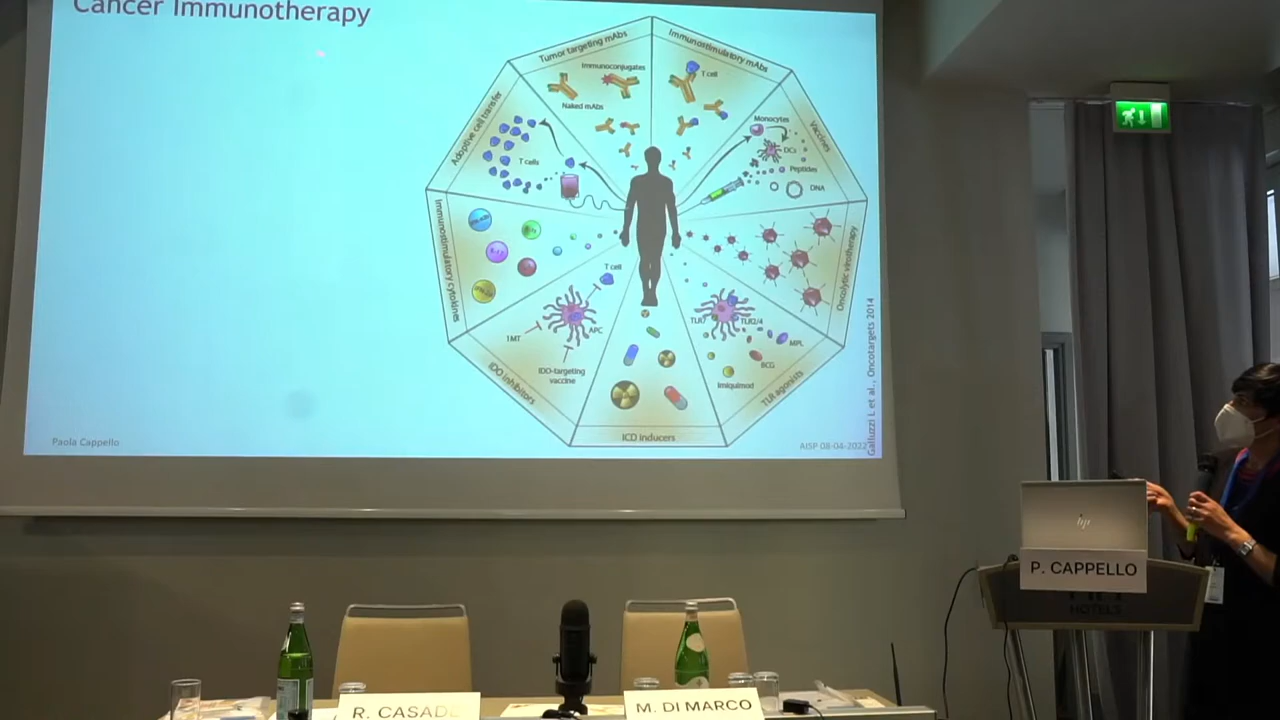 Cancer Immunotherapy
Tumor targeting mAbs
Immunostimulatory mAbs
Immunoconjugates
Naked mAbs
T cell
Vaccines
Monocytes
DCs
Peptides
DNA
Adoptive cell transfer
T cells
Immunostimulatory cytokines
Oncolytic virotherapy
T cell
APC
1MT
IDO-targeting
vaccine
IDO inhibitors
TLR7
TLR2/4
MPL
BCG
Imiquimod
TLR agonists
ICD inducers
Galluzzi L et al., Oncotargets 2014
Paola Cappello
AISP 08-04-2022
hp
P. CAPPELLO
HOTELS
R. CASADE
M. DI MARCO